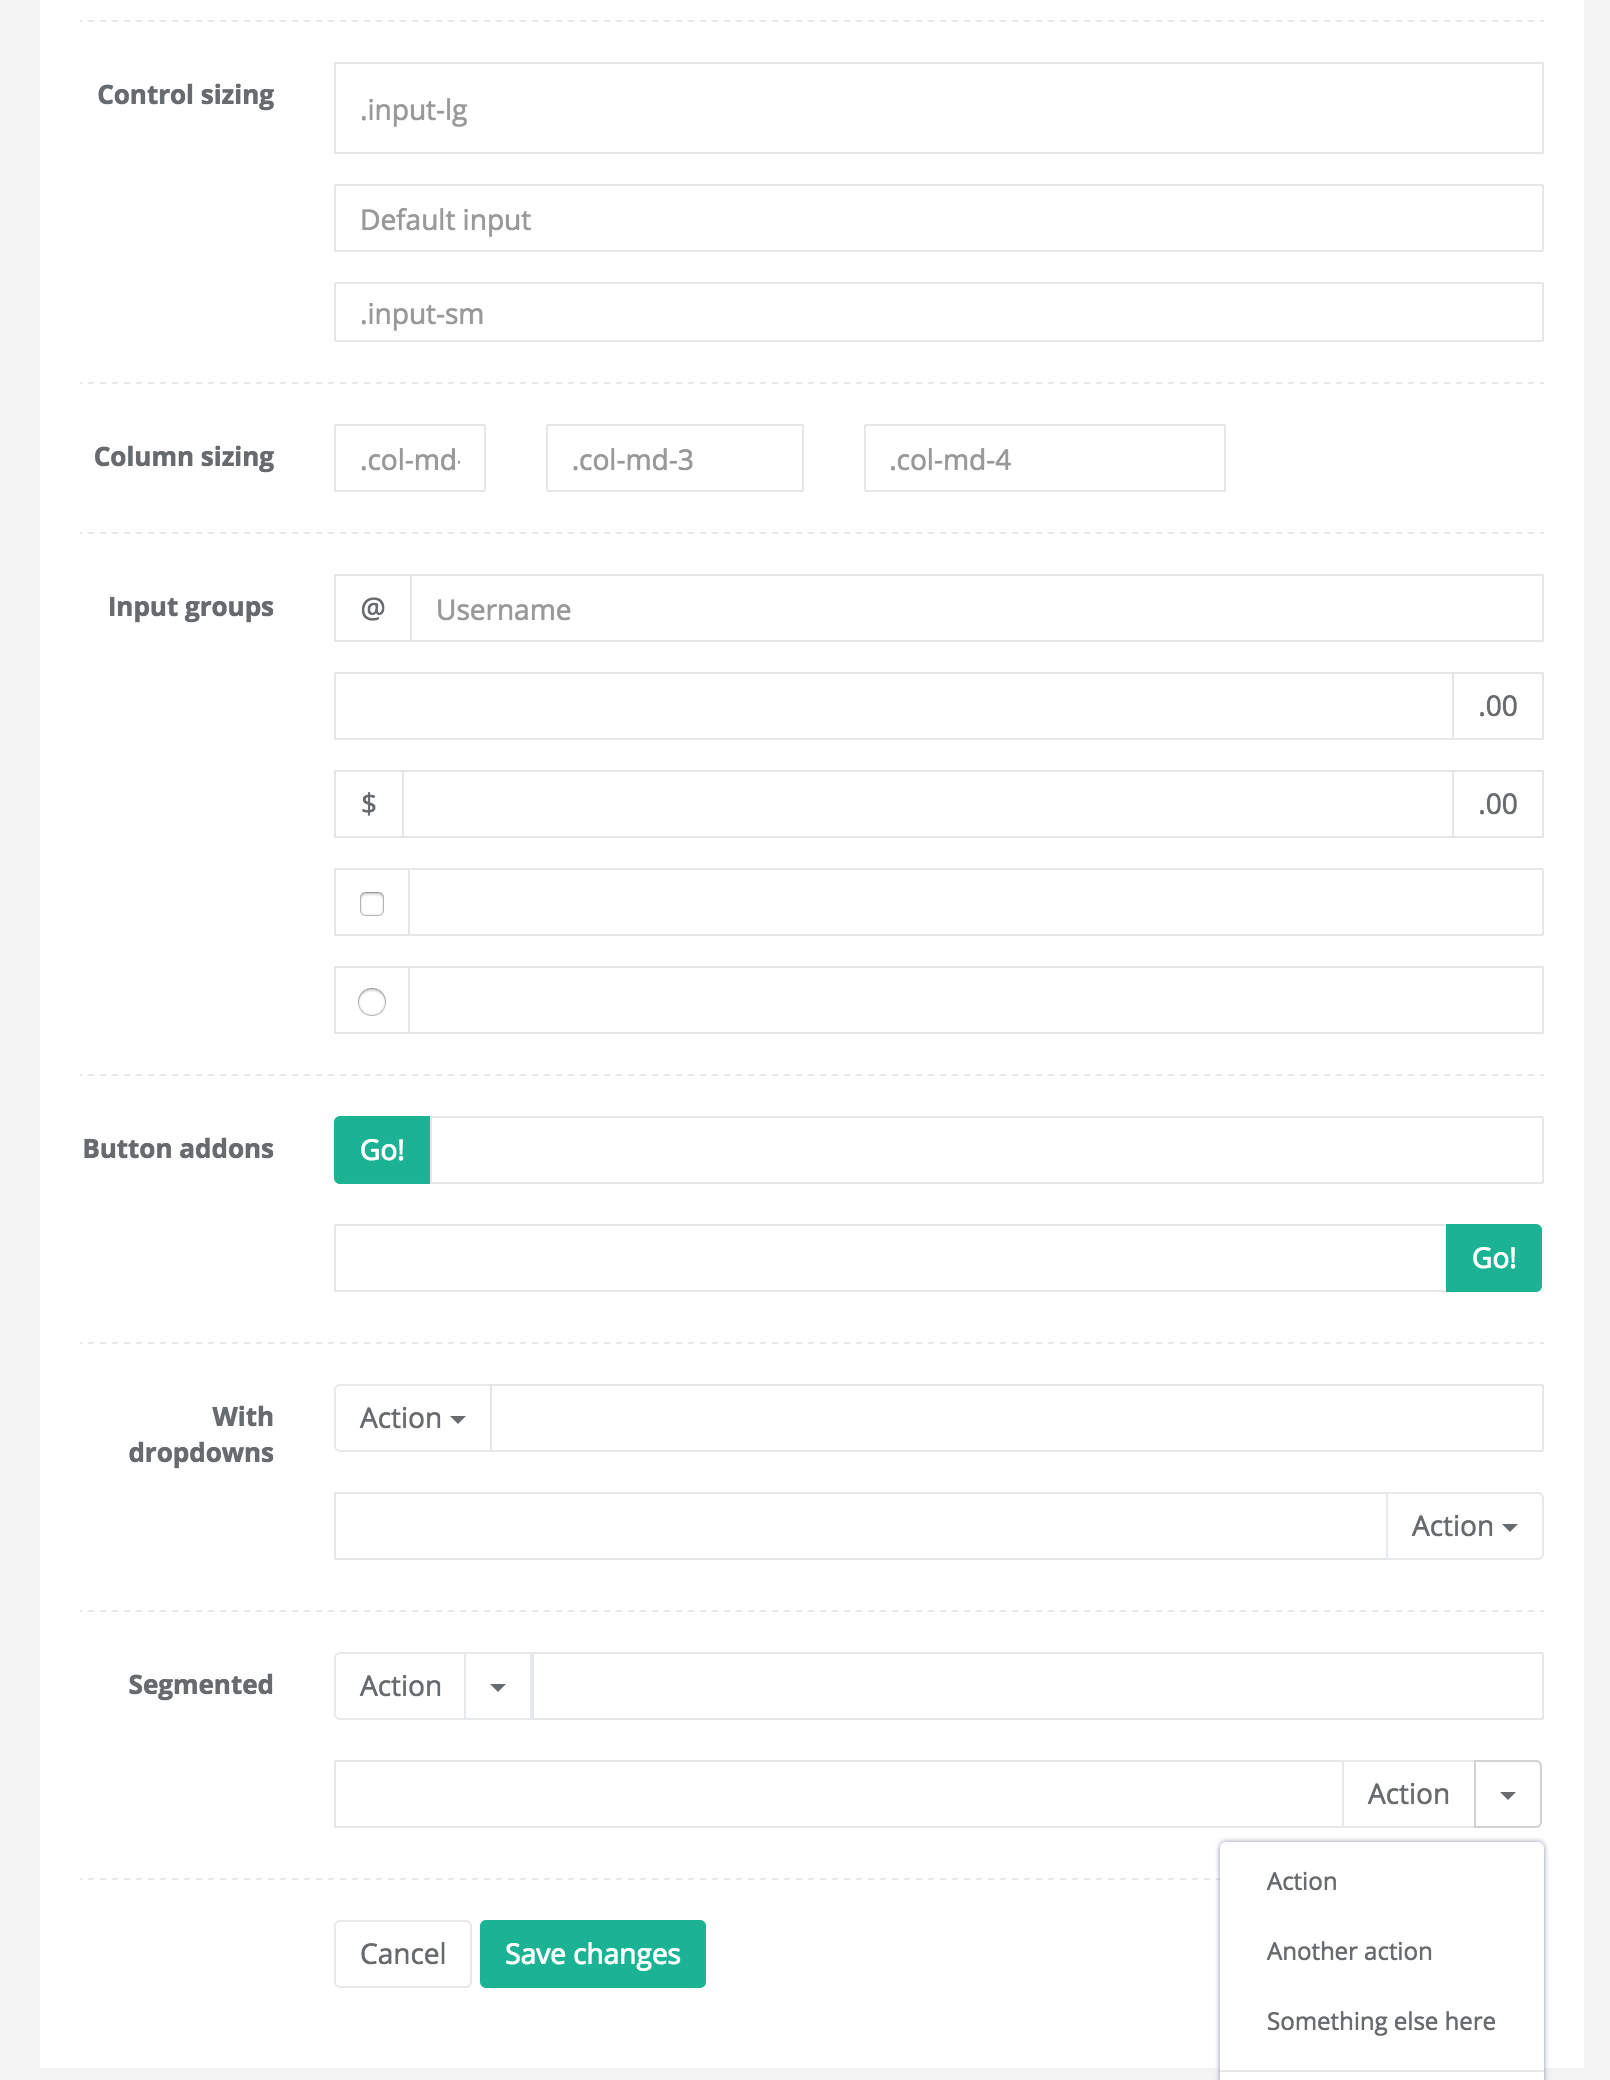 Control sizing
.input-lg
Default input
.input-sm
Column sizing
.col-md-
.col-md-3
.col-md-4
Input groups
@
Username
.00
$
.00
Button addons
Go!
Go!
With
dropdowns
Action
Action
Segmented
Action
Action
Action
Another action
Something else here
Cancel
Save changes